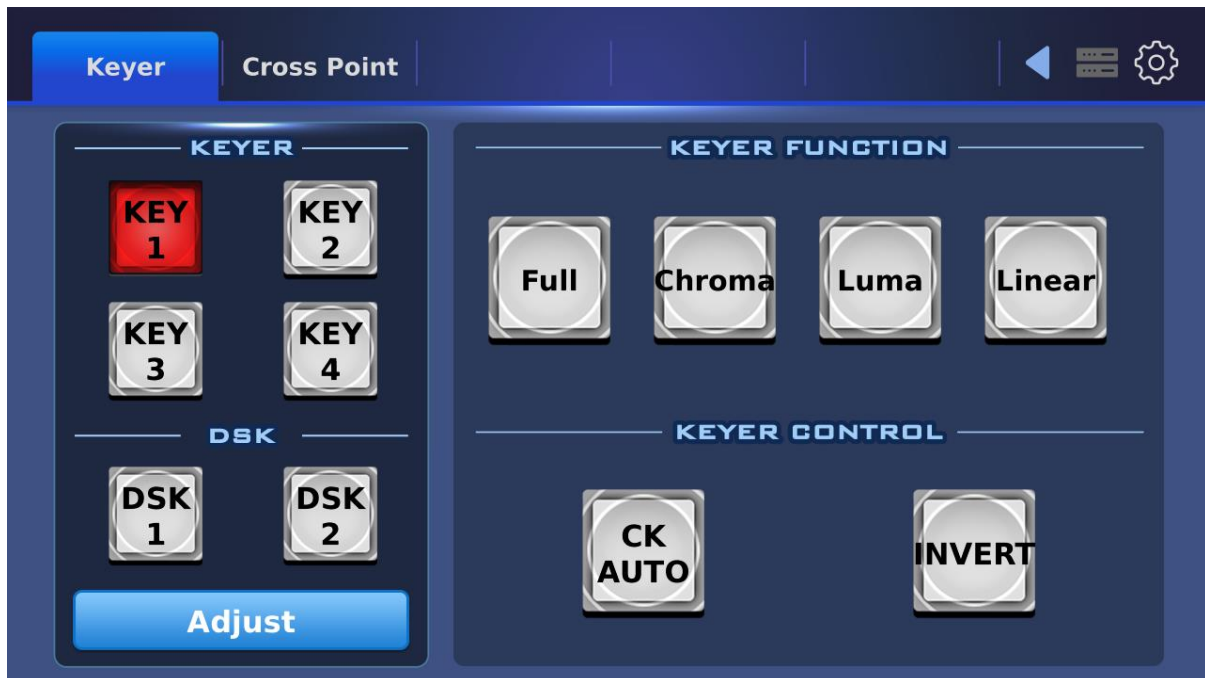 Keyer
Cross Point
KEYER
KEY
1
KEY
2
KEY
3
KEY
4
DSK
DSK
1
DSK
2
Adjust
KEYER FUNCTION
Full
Chroma
Luma
Linear
KEYER CONTROL
CK
AUTO
INVERT